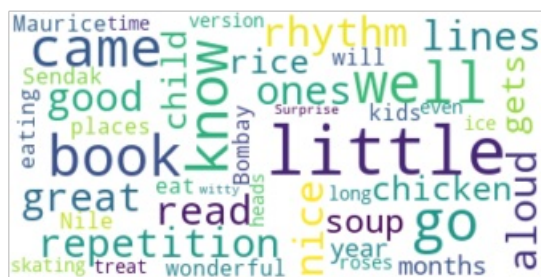 Maurice time version
came child rhythm lines
Sendak know rice will well gets
good ones
eating places Bombay kids even
book Surprise little ice aloud
great eat witty heads long chicken
Nile read nice soup go
repetition year
skating treat wonderful roses months